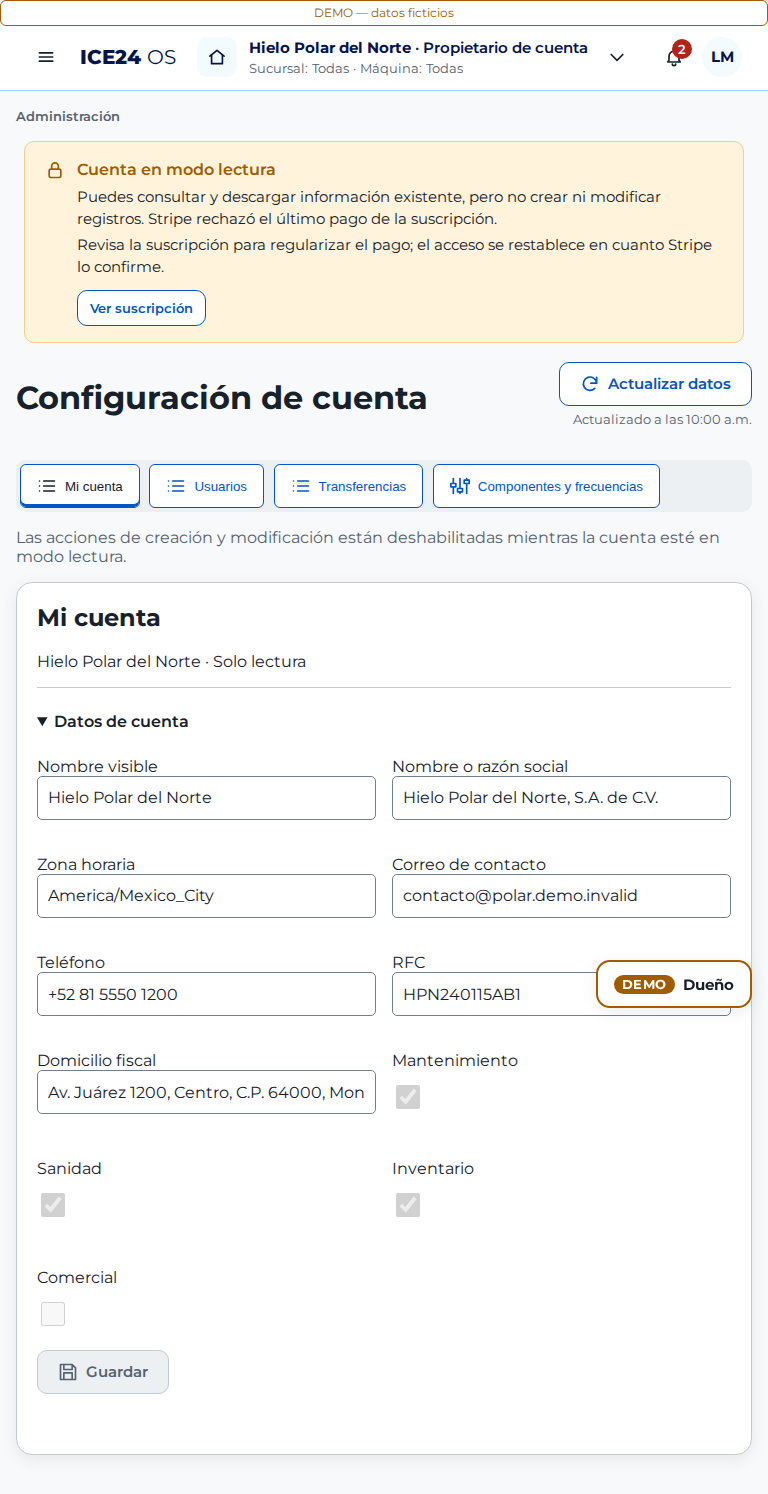 DEMO — datos ficticios
ICE24 OS
Hielo Polar del Norte · Propietario de cuenta
Sucursal: Todas · Máquina: Todas
2
LM
Administración
Cuenta en modo lectura
Puedes consultar y descargar información existente, pero no crear ni modificar
registros. Stripe rechazó el último pago de la suscripción.
Revisa la suscripción para regularizar el pago; el acceso se restablece en cuanto Stripe
lo confirme.
Ver suscripción
Configuración de cuenta
Actualizar datos
Actualizado a las 10:00 a.m.
Mi cuenta
Usuarios
Transferencias
Componentes y frecuencias
Las acciones de creación y modificación están deshabilitadas mientras la cuenta esté en
modo lectura.
Mi cuenta
Hielo Polar del Norte · Solo lectura
Datos de cuenta
Nombre visible
Hielo Polar del Norte
Nombre o razón social
Hielo Polar del Norte, S.A. de C.V.
Zona horaria
America/Mexico_City
Correo de contacto
contacto@polar.demo.invalid
Teléfono
+52 81 5550 1200
RFC
HPN240115AB1
DEMO Dueño
Domicilio fiscal
Av. Juárez 1200, Centro, C.P. 64000, Mon
Mantenimiento
Sanidad
Inventario
Comercial
Guardar